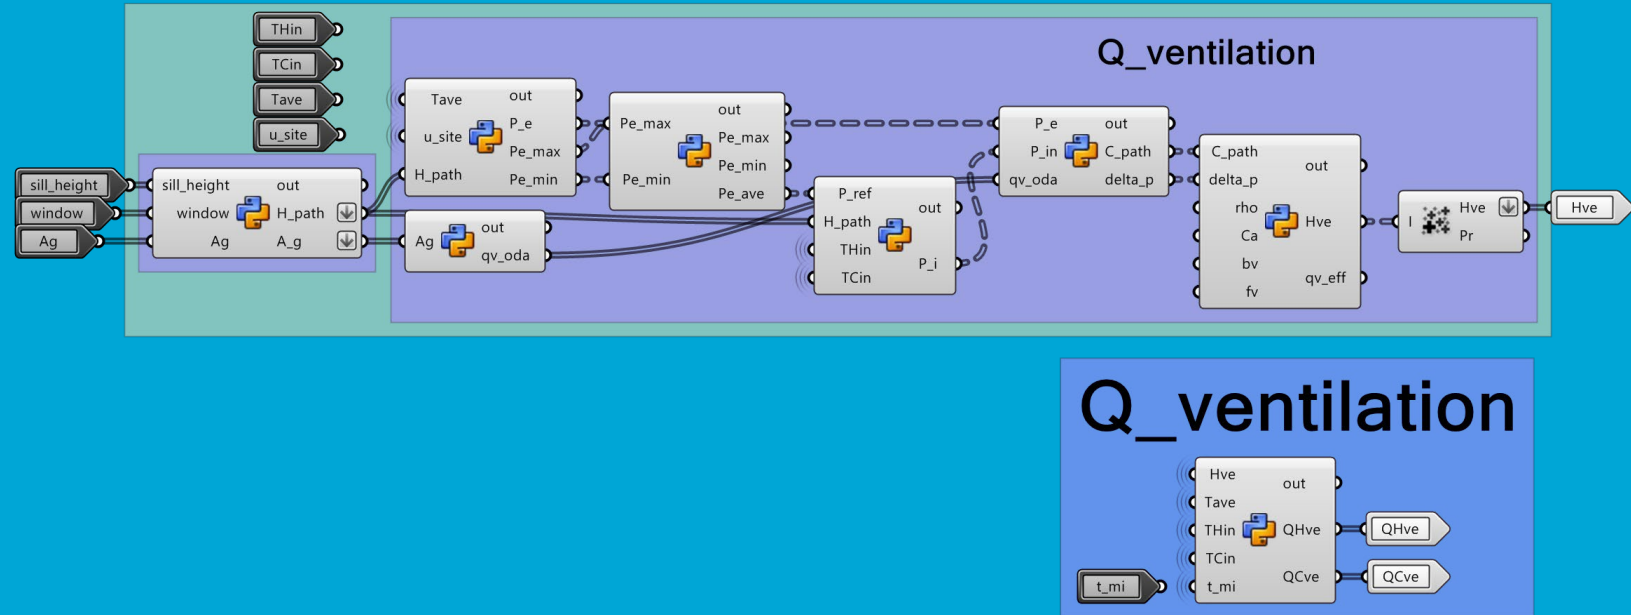 THin
TCin
Tave
u_site
sill_height
window
Ag
sill_height
window
Ag
out
H_path
A_g
Q_ventilation
Tave
u_site
H_path
out
P_e
Pe_max
Pe_min
Ag
out
qv_oda
Pe_max
Pe_min
out
Pe_max
Pe_min
Pe_ave
P_ref
H_path
THin
TCin
out
P_i
P_e
P_in
qv_oda
out
C_path
delta_p
C_path
delta_p
rho
Ca
bv
fv
out
Hve
qv_eff
I
Hve
Pr
Hve
Q_ventilation
Hve
Tave
THin
TCin
t_mi
out
QHve
QCve
t_mi
QHve
QCve